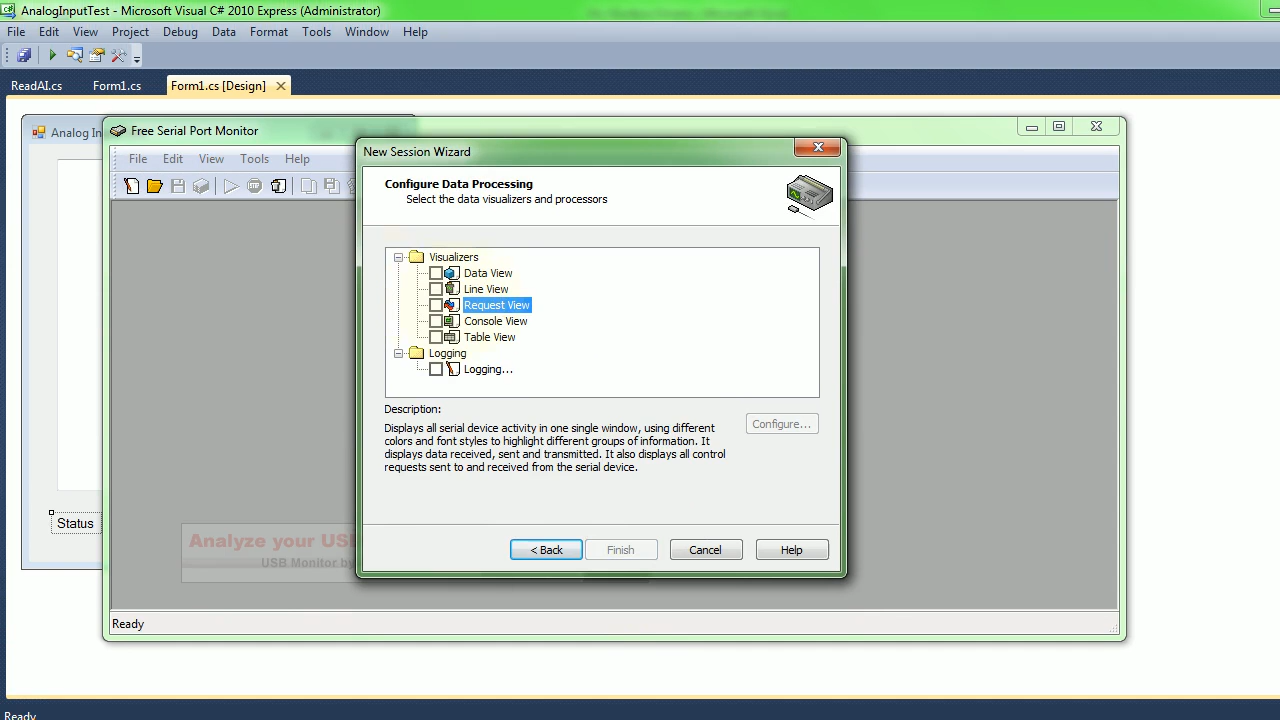 AnalogInputTest - Microsoft Visual C# 2010 Express (Administrator)
File Edit View Project Debug Data Format Tools Window Help
ReadAI.cs Form1.cs Form1.cs [Design]
Analog In
Free Serial Port Monitor
File Edit View Tools Help
New Session Wizard
Configure Data Processing
Select the data visualizers and processors
Visualizers
Data View
Line View
Request View
Console View
Table View
Logging
Logging...
Description:
Configure...
Displays all serial device activity in one single window, using different
colors and font styles to highlight different groups of information. It
displays data received, sent and transmitted. It also displays all control
requests sent to and received from the serial device.
Status
Analyze your USB
USB Monitor by
< Back Finish Cancel Help
Ready
Ready